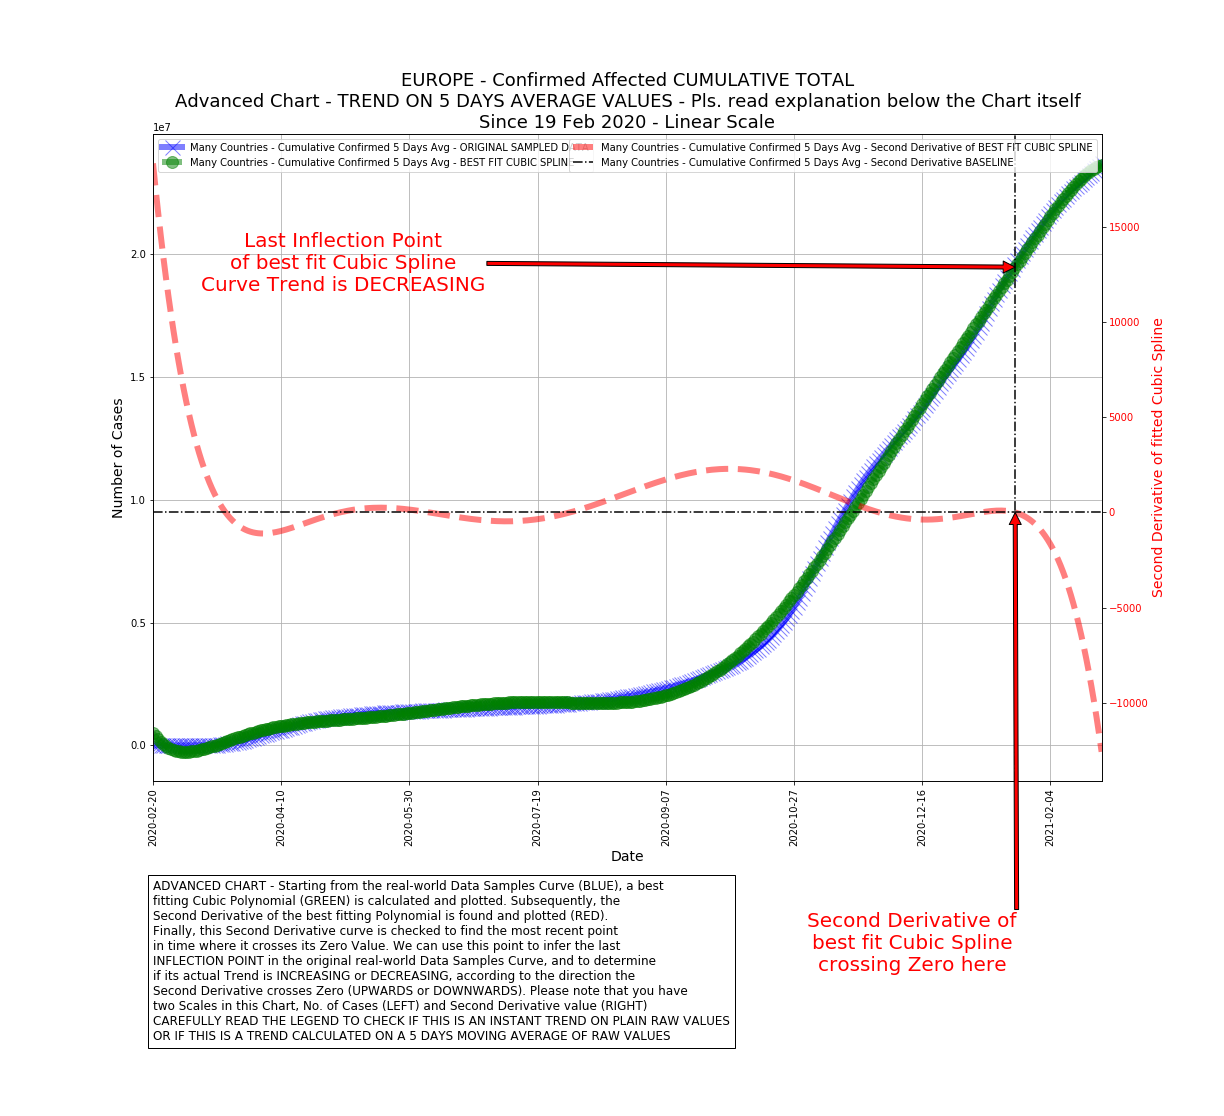 EUROPE - Confirmed Affected CUMULATIVE TOTAL
Advanced Chart - TREND ON 5 DAYS AVERAGE VALUES - Pls. read explanation below the Chart itself
Since 19 Feb 2020 - Linear Scale
1e7
Many Countries - Cumulative Confirmed 5 Days Avg - ORIGINAL SAMPLED DATA
Many Countries - Cumulative Confirmed 5 Days Avg - BEST FIT CUBIC SPLIN
Many Countries - Cumulative Confirmed 5 Days Avg - Second Derivative of BEST FIT CUBIC SPLINE
Many Countries - Cumulative Confirmed 5 Days Avg - Second Derivative BASELINE
Last Inflection Point
of best fit Cubic Spline
Curve Trend is DECREASING
Number of Cases
2.0
1.5
1.0
0.5
0.0
15000
10000
5000
0
−5000
−10000
Second Derivative of fitted Cubic Spline
2020-02-20
2020-04-10
2020-05-30
2020-07-19
2020-09-07
2020-10-27
2020-12-16
2021-02-04
Date
Second Derivative of
best fit Cubic Spline
crossing Zero here
ADVANCED CHART - Starting from the real-world Data Samples Curve (BLUE), a best
fitting Cubic Polynomial (GREEN) is calculated and plotted. Subsequently, the
Second Derivative of the best fitting Polynomial is found and plotted (RED).
Finally, this Second Derivative curve is checked to find the most recent point
in time where it crosses its Zero Value. We can use this point to infer the last
INFLECTION POINT in the original real-world Data Samples Curve, and to determine
if its actual Trend is INCREASING or DECREASING, according to the direction the
Second Derivative crosses Zero (UPWARDS or DOWNWARDS). Please note that you have
two Scales in this Chart, No. of Cases (LEFT) and Second Derivative value (RIGHT)
CAREFULLY READ THE LEGEND TO CHECK IF THIS IS AN INSTANT TREND ON PLAIN RAW VALUES
OR IF THIS IS A TREND CALCULATED ON A 5 DAYS MOVING AVERAGE OF RAW VALUES